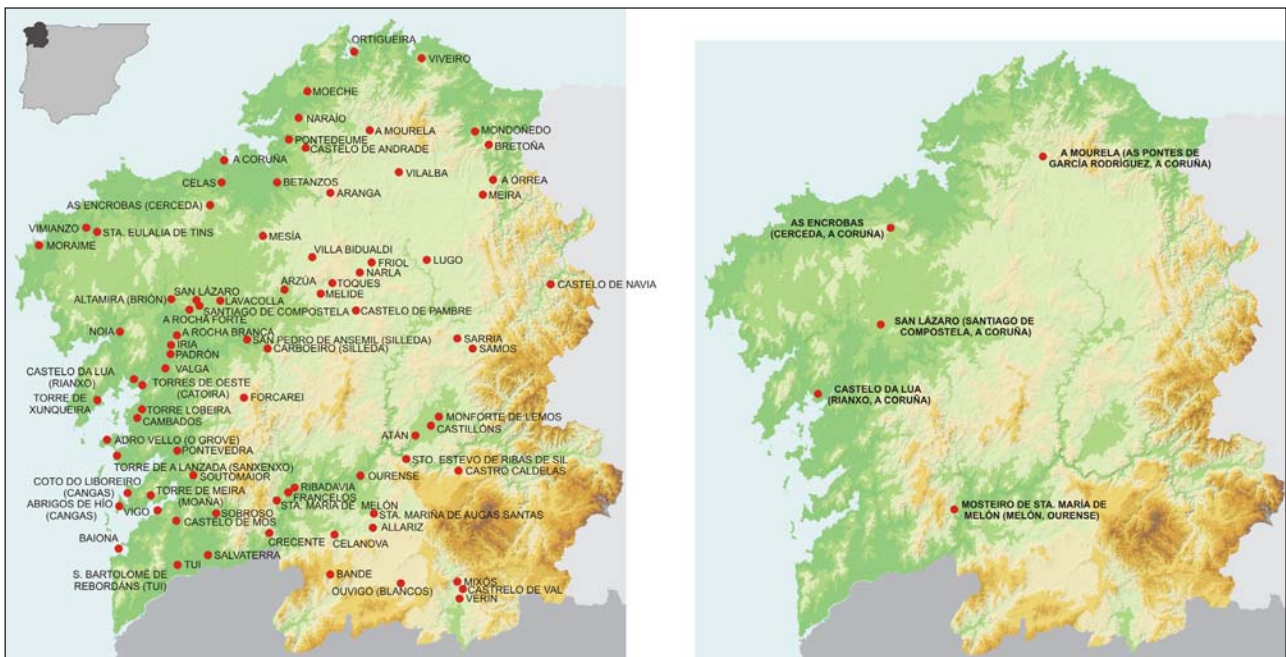 ORTIGUEIRA
VIVEIRO
MOECHE
NARAÍO
A MOURELA
MONDOÑEDO
PONTEDEUME
CASTELO DE ANDRADE
BRETOÑA
A CORUÑA
VILALBA
CELAS
BETANZOS
A ÓRREA
ARANGA
MEIRA
AS ENCROBAS (CERCEDA)
VIMIANZO
STA. EULALIA DE TINS
MORAIME
MESÍA
VILLA BIDUALDI
FRIOL
LUGO
NARLA
ARZÚA
TOQUES
CASTELO DE NAVIA
SAN LÁZARO
MELIDE
ALTAMIRA (BRIÓN)
LAVACOLLA
SANTIAGO DE COMPOSTELA
CASTELO DE PAMBRE
A ROCHA FORTE
NOIA
A ROCHA BRANCA
SAN PEDRO DE ANSEMIL (SILLEDA)
SARRIA
IRIA
CARBOEIRO (SILLEDA)
SAMOS
PADRÓN
VALGA
CASTELO DA LUA
(RIANXO)
TORRES DE OESTE
(CATOIRA)
TORRE DE
XUNQUEIRA
FORCAREI
TORRE LOBEIRA
CAMBADOS
MONFORTE DE LEMOS
CASTILLÓNS
ATÁN
ADRO VELLO (O GROVE)
PONTEVEDRA
STO. ESTEVO DE RIBAS DE SIL
TORRE DE A LANZADA (SANXENXO)
CASTRO CALDELAS
SOUTOMAIOR
OURENSE
COTO DO LIBOREIRO
(CANGAS)
TORRE DE MEIRA
(MOAÑA)
RIBADAVIA
FRANCELOS
ABRIGOS DE HÍO
(CANGAS)
VIGO
STA. MARÍA DE MELÓN
SOBROSO
STA. MARIÑA DE AUGAS SANTAS
CASTELO DE MOS
ALLARIZ
CRECENTE
CELANOVA
BAIONA
SALVATERRA
TUI
S. BARTOLOMÉ DE
REBORDÁNS (TUI)
BANDE
OUVIGO (BLANCOS)
MIXÓS
CASTRELO DE VAL
VERÍN
A MOURELA (AS PONTES DE
GARCÍA RODRÍGUEZ, A CORUÑA)
AS ENCROBAS
(CERCEDA, A CORUÑA)
SAN LÁZARO (SANTIAGO DE
COMPOSTELA, A CORUÑA)
CASTELO DA LUA
(RIANXO, A CORUÑA)
MOSTEIRO DE STA. MARÍA DE
MELÓN (MELÓN, OURENSE)